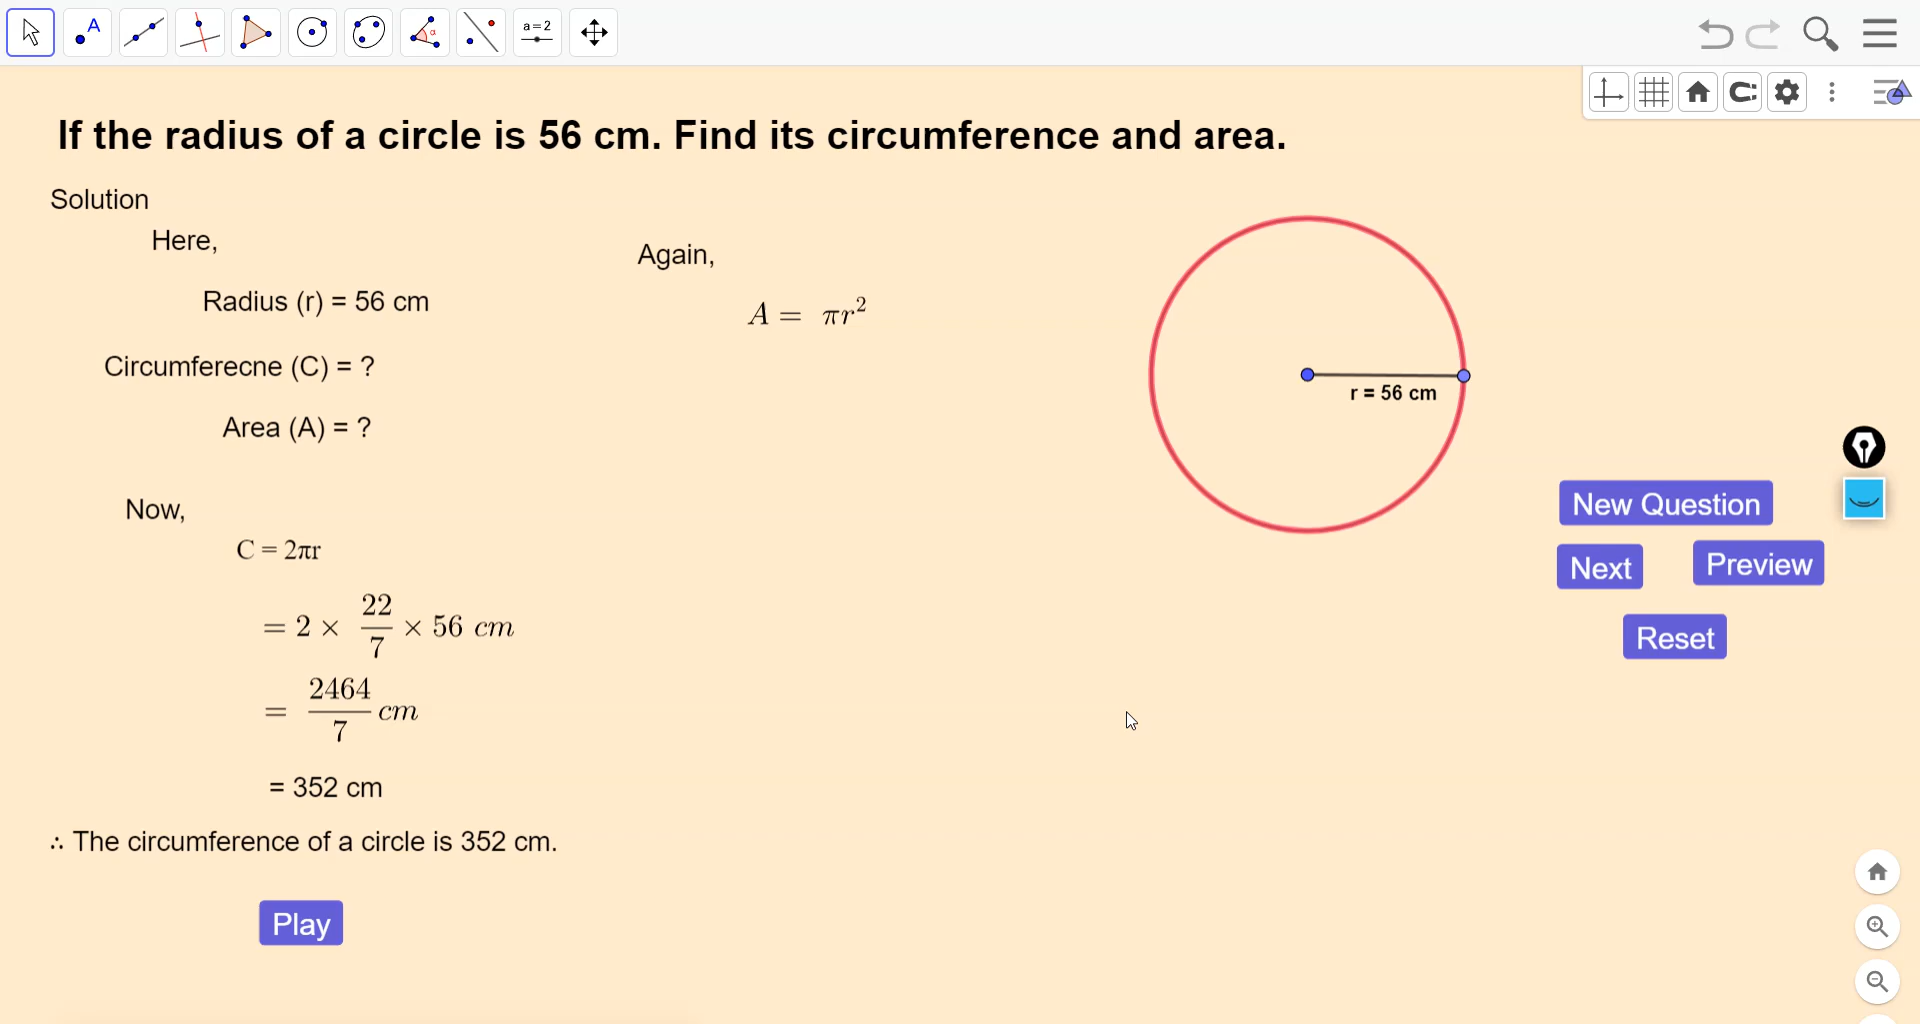 A
α
a=2
If the radius of a circle is 56 cm. Find its circumference and area.
Solution
Here,
Radius (r) = 56 cm
Circumferecne (C) = ?
Area (A) = ?
Now,
C = 2πr
= 2 × 22/7 × 56 cm
= 2464/7 cm
= 352 cm
∴ The circumference of a circle is 352 cm.
Play
Again,
A = πr²
r = 56 cm
New Question
Next
Preview
Reset